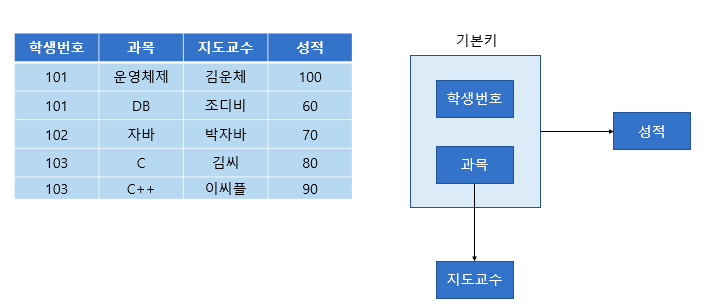 학생번호 과목 지도교수 성적
101 운영체제 김운체 100
101 DB 조디비 60
102 자바 박자바 70
103 C 김씨 80
103 C++ 이씨플 90
기본키
학생번호
성적
과목
지도교수